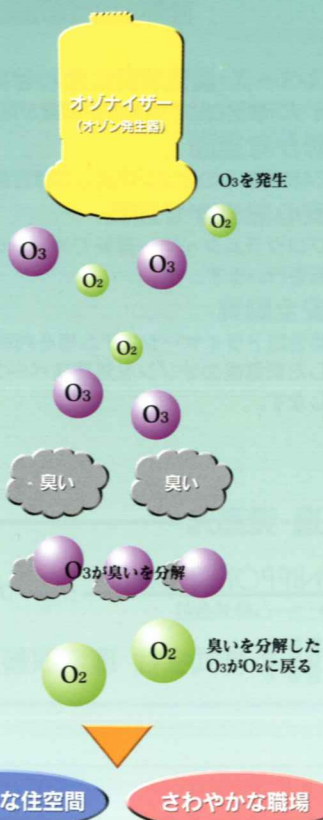 オゾナイザー
(オゾン発生器)
O3を発生
O2
O3
O3
O2
O2
O3
O3
臭い
臭い
O3が臭いを分解
O2
O2
臭いを分解した
O3がO2に戻る
な住空間
さわやかな職場